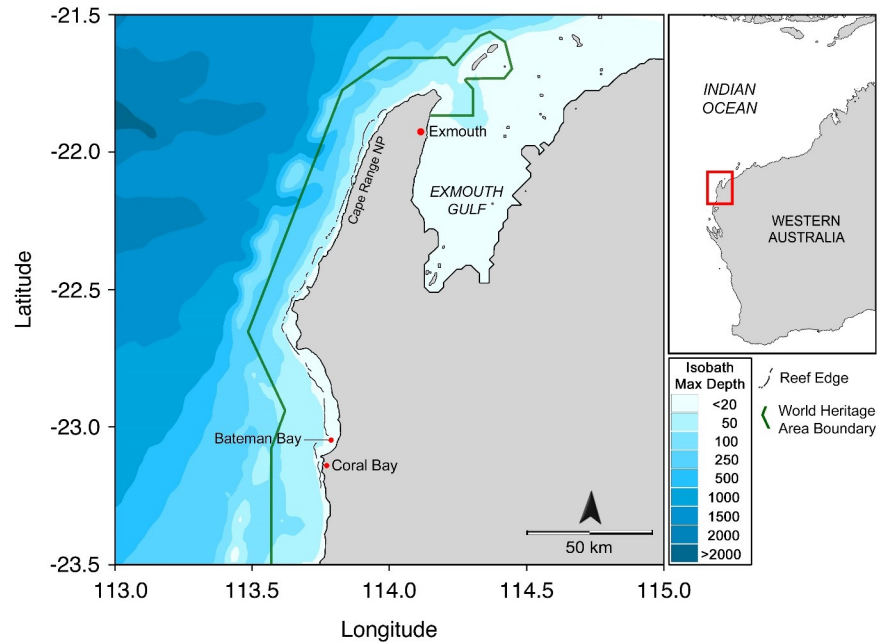 -21.5
-22.0
-22.5
-23.0
-23.5
Latitude
113.0
113.5
114.0
114.5
115.0
Longitude
Exmouth
Cape Range NP
EXMOUTH
GULF
Bateman Bay
Coral Bay
50 km
INDIAN
OCEAN
WESTERN
AUSTRALIA
Isobath
Max Depth
<20
50
100
250
500
1000
1500
2000
>2000
Reef Edge
World Heritage
Area Boundary